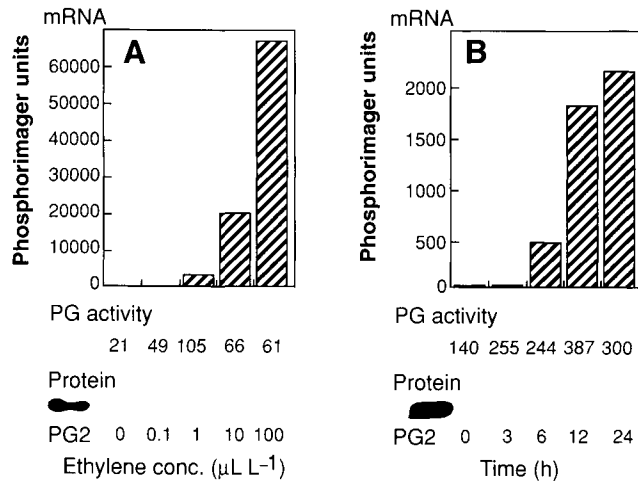 mRNA
A
Phosphorimager units
60000
50000
40000
30000
20000
10000
0
PG activity
21 49 105 66 61
Protein
PG2 0 0.1 1 10 100
Ethylene conc. (μL L⁻¹)
mRNA
B
Phosphorimager units
2000
1500
1000
500
0
PG activity
140 255 244 387 300
Protein
PG2 0 3 6 12 24
Time (h)